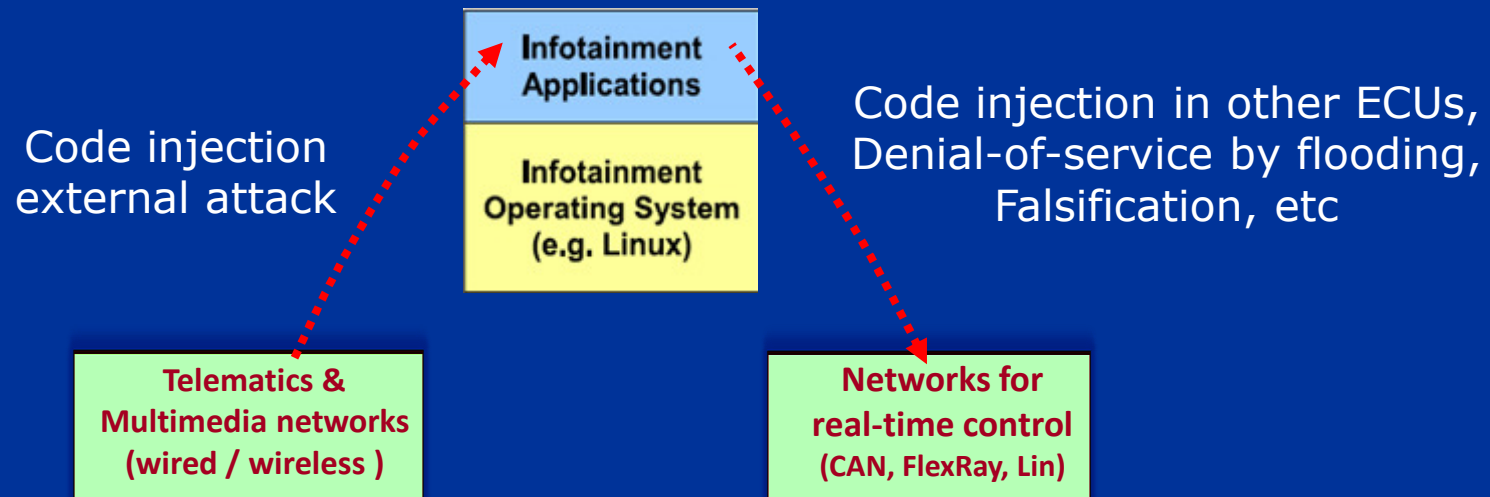 Infotainment
Applications
Infotainment
Operating System
(e.g. Linux)
Code injection
external attack
Code injection in other ECUs,
Denial-of-service by flooding,
Falsification, etc
Telematics &
Multimedia networks
(wired / wireless )
Networks for
real-time control
(CAN, FlexRay, Lin)